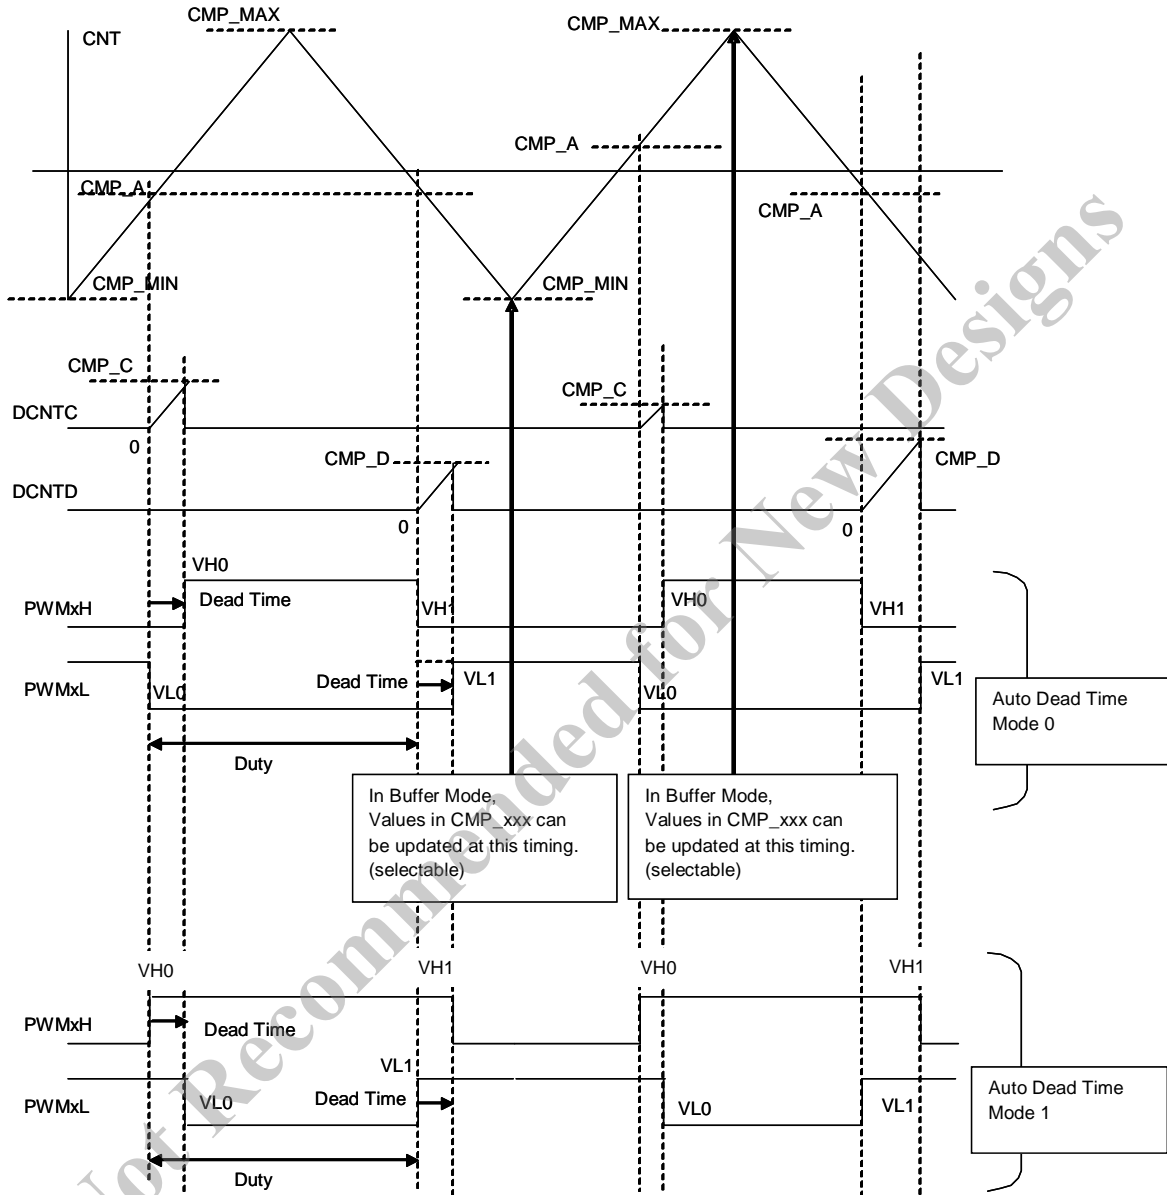 CMP_MAX
CMP_MAX
CNT
CMP_A
CMP_A
CMP_A
CMP_MIN
CMP_MIN
CMP_C
CMP_C
DCNTC
0
CMP_D
CMP_D
DCNTD
0
0
VH0
Dead Time
VH0
PWMxH
VH1
VH1
PWMxL
VL0
Dead Time
VL1
VL0
VL1
Auto Dead Time
Mode 0
Duty
In Buffer Mode,
Values in CMP_xxx can
be updated at this timing.
(selectable)
In Buffer Mode,
Values in CMP_xxx can
be updated at this timing.
(selectable)
VH0
VH1
VH0
VH1
PWMxH
Dead Time
VL1
PWMxL
VL0
Dead Time
VL0
VL1
Auto Dead Time
Mode 1
Duty
Not Recommended for New Designs